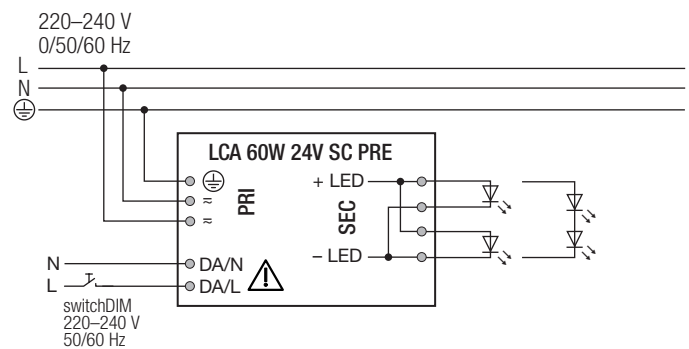 220–240 V
0/50/60 Hz
L
N
LCA 60W 24V SC PRE
PRI
≂
≂
+ LED
SEC
– LED
N
DA/N
L
DA/L
switchDIM
220–240 V
50/60 Hz